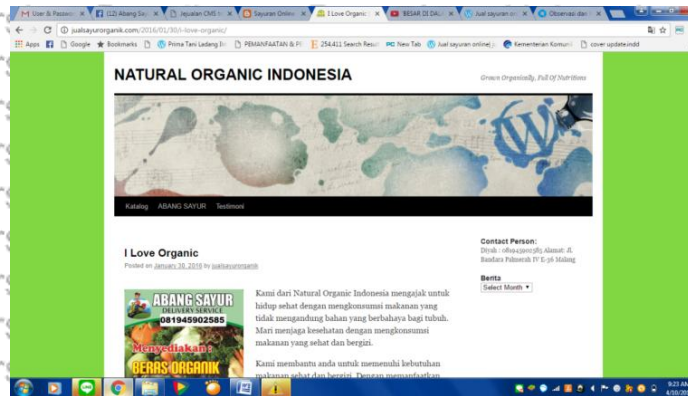 User & Passwo
(12) Abang Say
Jejualan CMS
Sayuran Online
I Love Organic
BESAR DI DALA
Jual sayuran or
Observasi dan
jualsayurorganik.com/2016/01/30/i-love-organic/
Apps
Google
Bookmarks
Prima Tani Ladang In
PEMANFAATAN & P
254,411 Search Resul
New Tab
Jual sayuran online
Kementerian Komuni
cover update.indd
NATURAL ORGANIC INDONESIA
Grown Organically, Full Of Nutritions
Katalog ABANG SAYUR Testimoni
I Love Organic
Posted on January 30, 2016 by jualsayurorganik
ABANG SAYUR
DELIVERY SERVICE
081945902585
Menyediakan :
BERAS ORGANIK
Kami dari Natural Organic Indonesia mengajak untuk
hidup sehat dengan mengkonsumsi makanan yang
tidak mengandung bahan yang berbahaya bagi tubuh.
Mari menjaga kesehatan dengan mengkonsumsi
makanan yang sehat dan bergizi.
Kami membantu anda untuk memenuhi kebutuhan
makanan sehat dan bergizi. Dengan memanfaatkan
Contact Person:
Diyah : 081945902585 Alamat: Jl.
Bandara Palmerah IV E-36 Malang
Berita
Select Month
9:23 AM